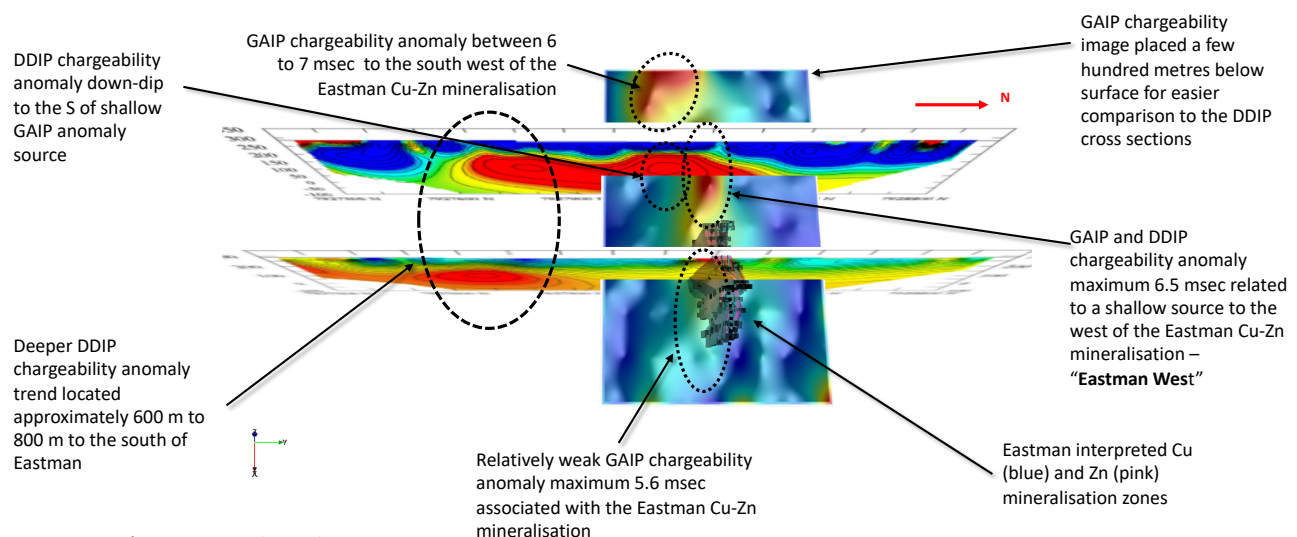 GAIP chargeability anomaly between 6
to 7 msec to the south west of the
Eastman Cu-Zn mineralisation
GAIP chargeability
image placed a few
hundred metres below
surface for easier
comparison to the DDIP
cross sections
DDIP chargeability
anomaly down-dip
to the S of shallow
GAIP anomaly
source
N
GAIP and DDIP
chargeability anomaly
maximum 6.5 msec related
to a shallow source to the
west of the Eastman Cu-Zn
mineralisation –
“Eastman West”
Deeper DDIP
chargeability anomaly
trend located
approximately 600 m to
800 m to the south of
Eastman
Z
Y
X
Relatively weak GAIP chargeability
anomaly maximum 5.6 msec
associated with the Eastman Cu-Zn
mineralisation
Eastman interpreted Cu
(blue) and Zn (pink)
mineralisation zones